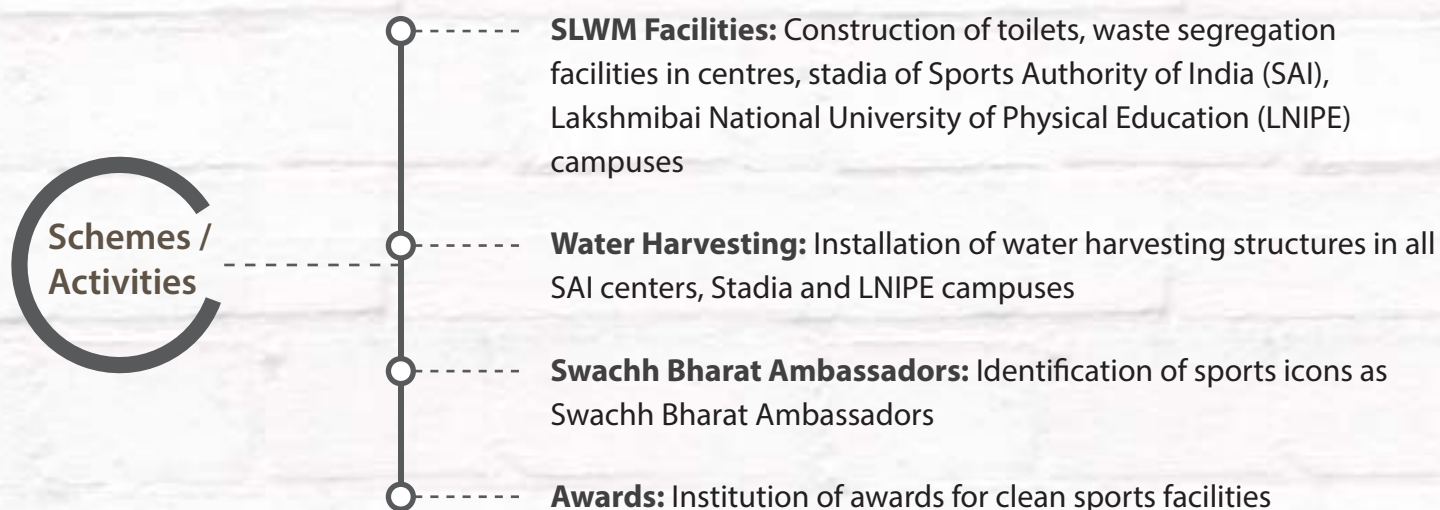 Schemes /
Activities
SLWM Facilities: Construction of toilets, waste segregation
facilities in centres, stadia of Sports Authority of India (SAI),
Lakshmibai National University of Physical Education (LNIPE)
campuses
Water Harvesting: Installation of water harvesting structures in all
SAI centers, Stadia and LNIPE campuses
Swachh Bharat Ambassadors: Identification of sports icons as
Swachh Bharat Ambassadors
Awards: Institution of awards for clean sports facilities